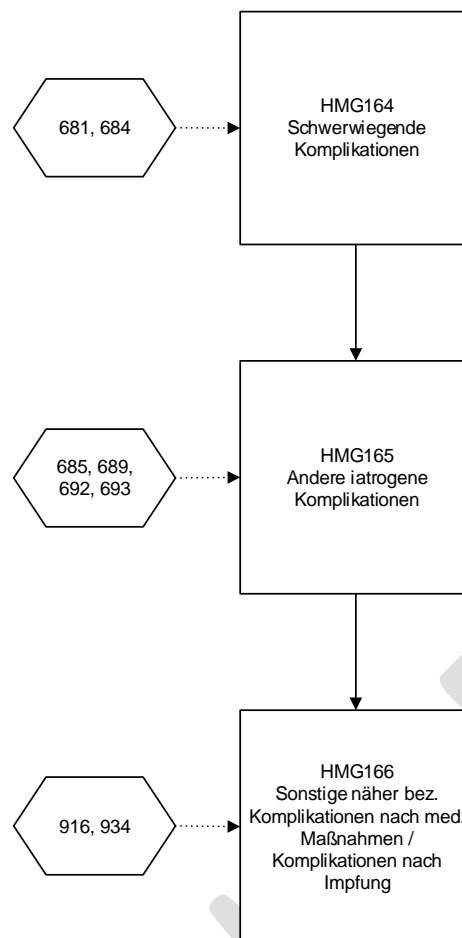 681, 684
HMG164
Schwerwiegende
Komplikationen
685, 689,
692, 693
HMG165
Andere iatrogene
Komplikationen
916, 934
HMG166
Sonstige näher bez.
Komplikationen nach med.
Maßnahmen /
Komplikationen nach
Impfung